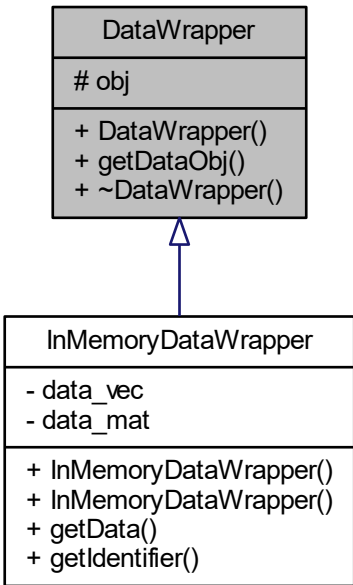 DataWrapper
# obj
+ DataWrapper()
+ getDataObj()
+ ~DataWrapper()
InMemoryDataWrapper
- data_vec
- data_mat
+ InMemoryDataWrapper()
+ InMemoryDataWrapper()
+ getData()
+ getIdentifier()